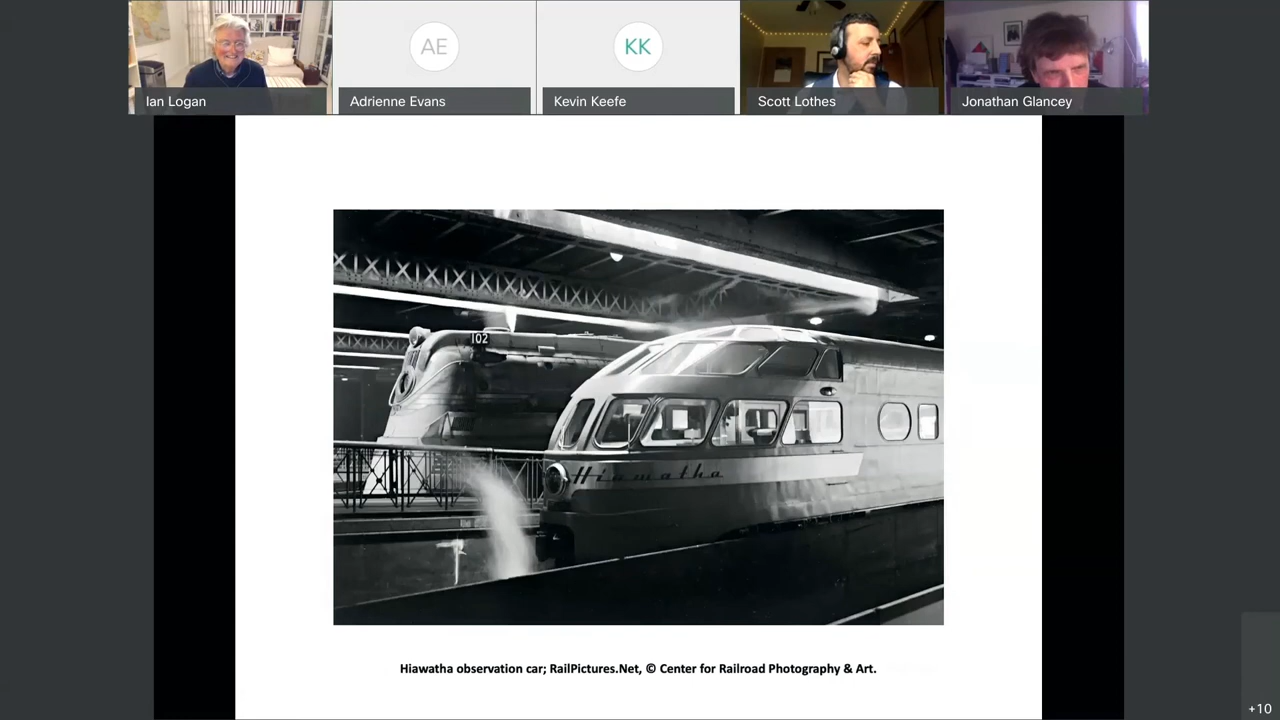 AE
KK
Ian Logan
Adrienne Evans
Kevin Keefe
Scott Lothes
Jonathan Glancey
102
Hiawatha
Hiawatha observation car; RailPictures.Net, © Center for Railroad Photography & Art.
+10